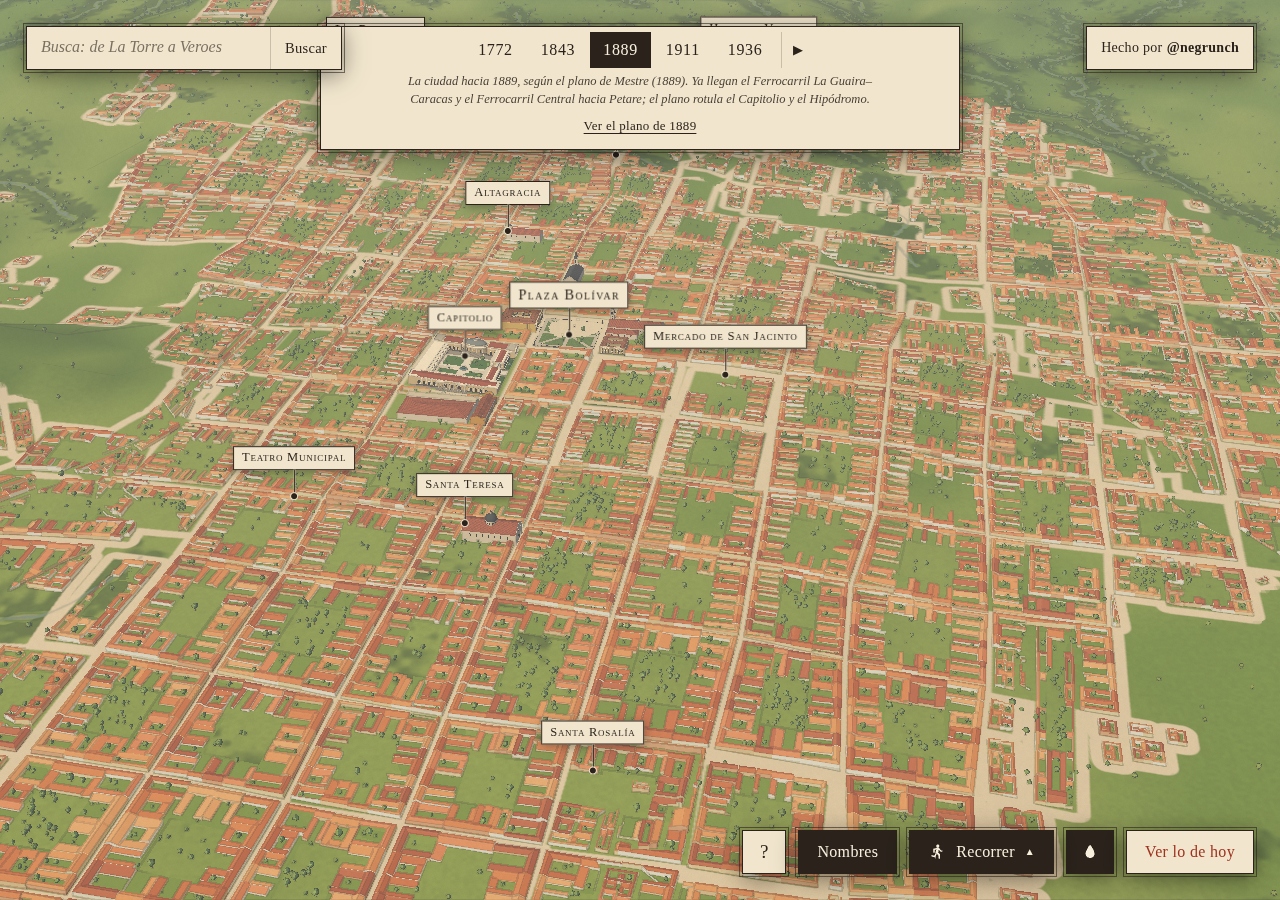 Busca: de La Torre a Veroes
Buscar
1772
1843
1889
1911
1936
La ciudad hacia 1889, según el plano de Mestre (1889). Ya llegan el Ferrocarril La Guaira–
Caracas y el Ferrocarril Central hacia Petare; el plano rotula el Capitolio y el Hipódromo.
Ver el plano de 1889
Hecho por @negrunch
Altagracia
Plaza Bolívar
Capitolio
Mercado de San Jacinto
Teatro Municipal
Santa Teresa
Santa Rosalía
?
Nombres
Recorrer
Ver lo de hoy